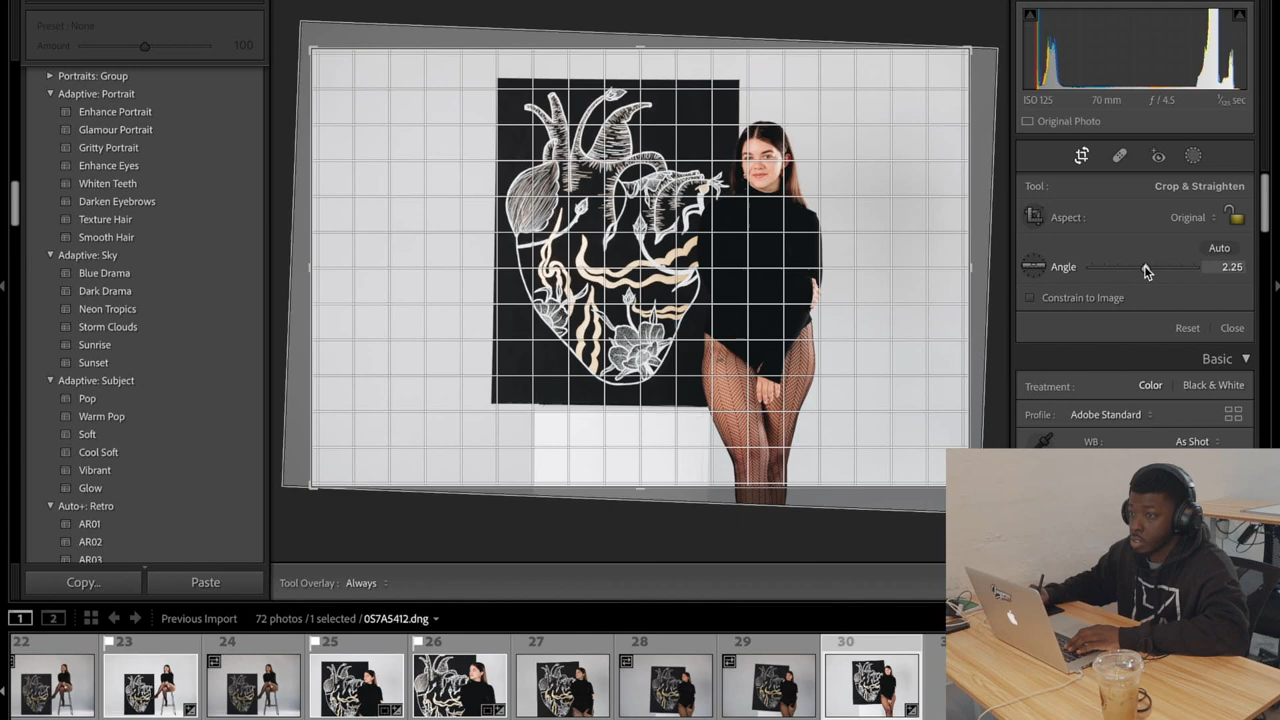 Preset : None
Amount 100
Portraits: Group
Adaptive: Portrait
Enhance Portrait
Glamour Portrait
Gritty Portrait
Enhance Eyes
Whiten Teeth
Darken Eyebrows
Texture Hair
Smooth Hair
Adaptive: Sky
Blue Drama
Dark Drama
Neon Tropics
Storm Clouds
Sunrise
Sunset
Adaptive: Subject
Pop
Warm Pop
Soft
Cool Soft
Vibrant
Glow
Auto+: Retro
AR01
AR02
AR03
Copy...
Paste
Tool Overlay : Always
ISO 125 70 mm ƒ / 4.5 1/125 sec
Original Photo
Tool : Crop & Straighten
Aspect : Original
Auto
Angle 2.25
Constrain to Image
Reset Close
Basic
Treatment : Color Black & White
Profile : Adobe Standard
WB : As Shot
1 2 Previous Import 72 photos / 1 selected / 0S7A5412.dng
22 23 24 25 26 27 28 29 30